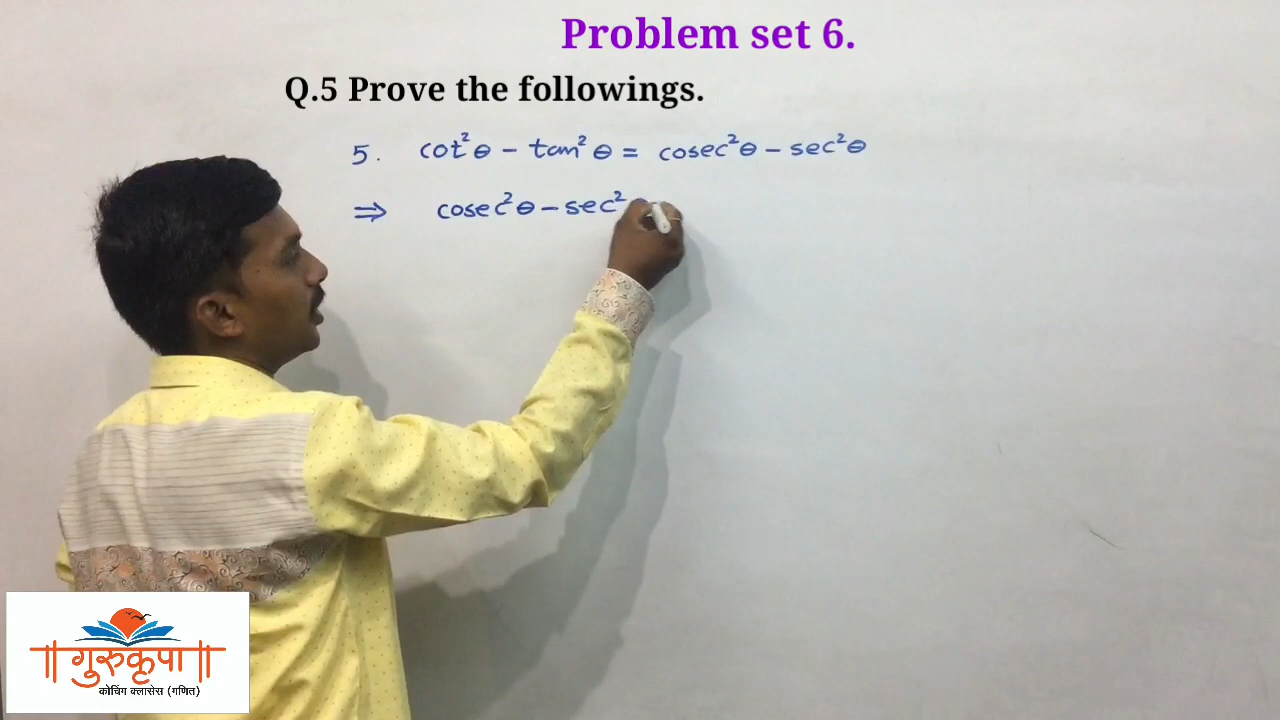 Problem set 6.
Q.5 Prove the followings.
5. cot²θ – tan²θ = cosec²θ – sec²θ
⇒ cosec²θ – sec²
॥गुरुकृपा॥
कोचिंग क्लासेस (गणित)